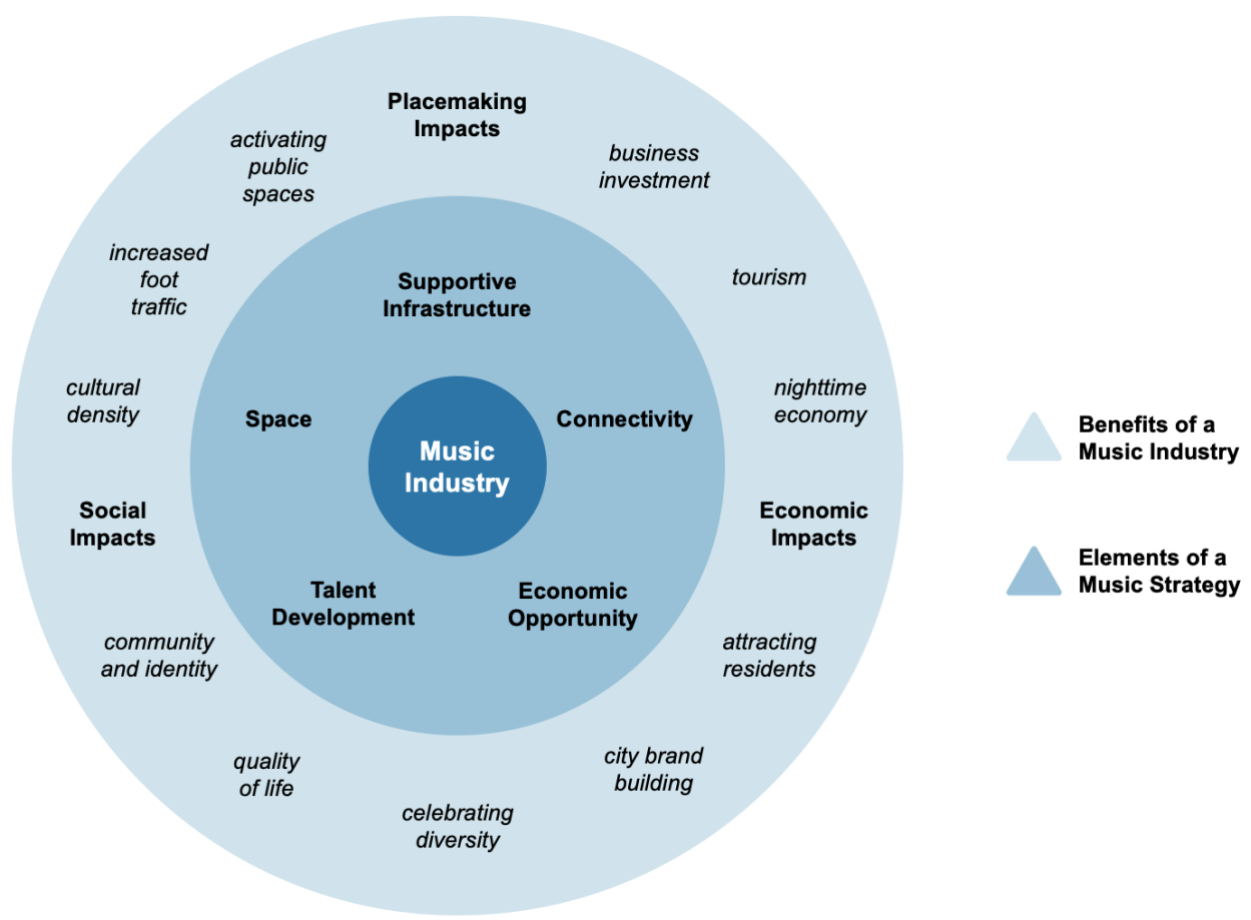 Placemaking
Impacts
activating
public
spaces
business
investment
increased
foot
traffic
tourism
Supportive
Infrastructure
cultural
density
nighttime
economy
Space
Connectivity
Music
Industry
Social
Impacts
Economic
Impacts
Talent
Development
Economic
Opportunity
community
and identity
attracting
residents
quality
of life
city brand
building
celebrating
diversity
Benefits of a
Music Industry
Elements of a
Music Strategy